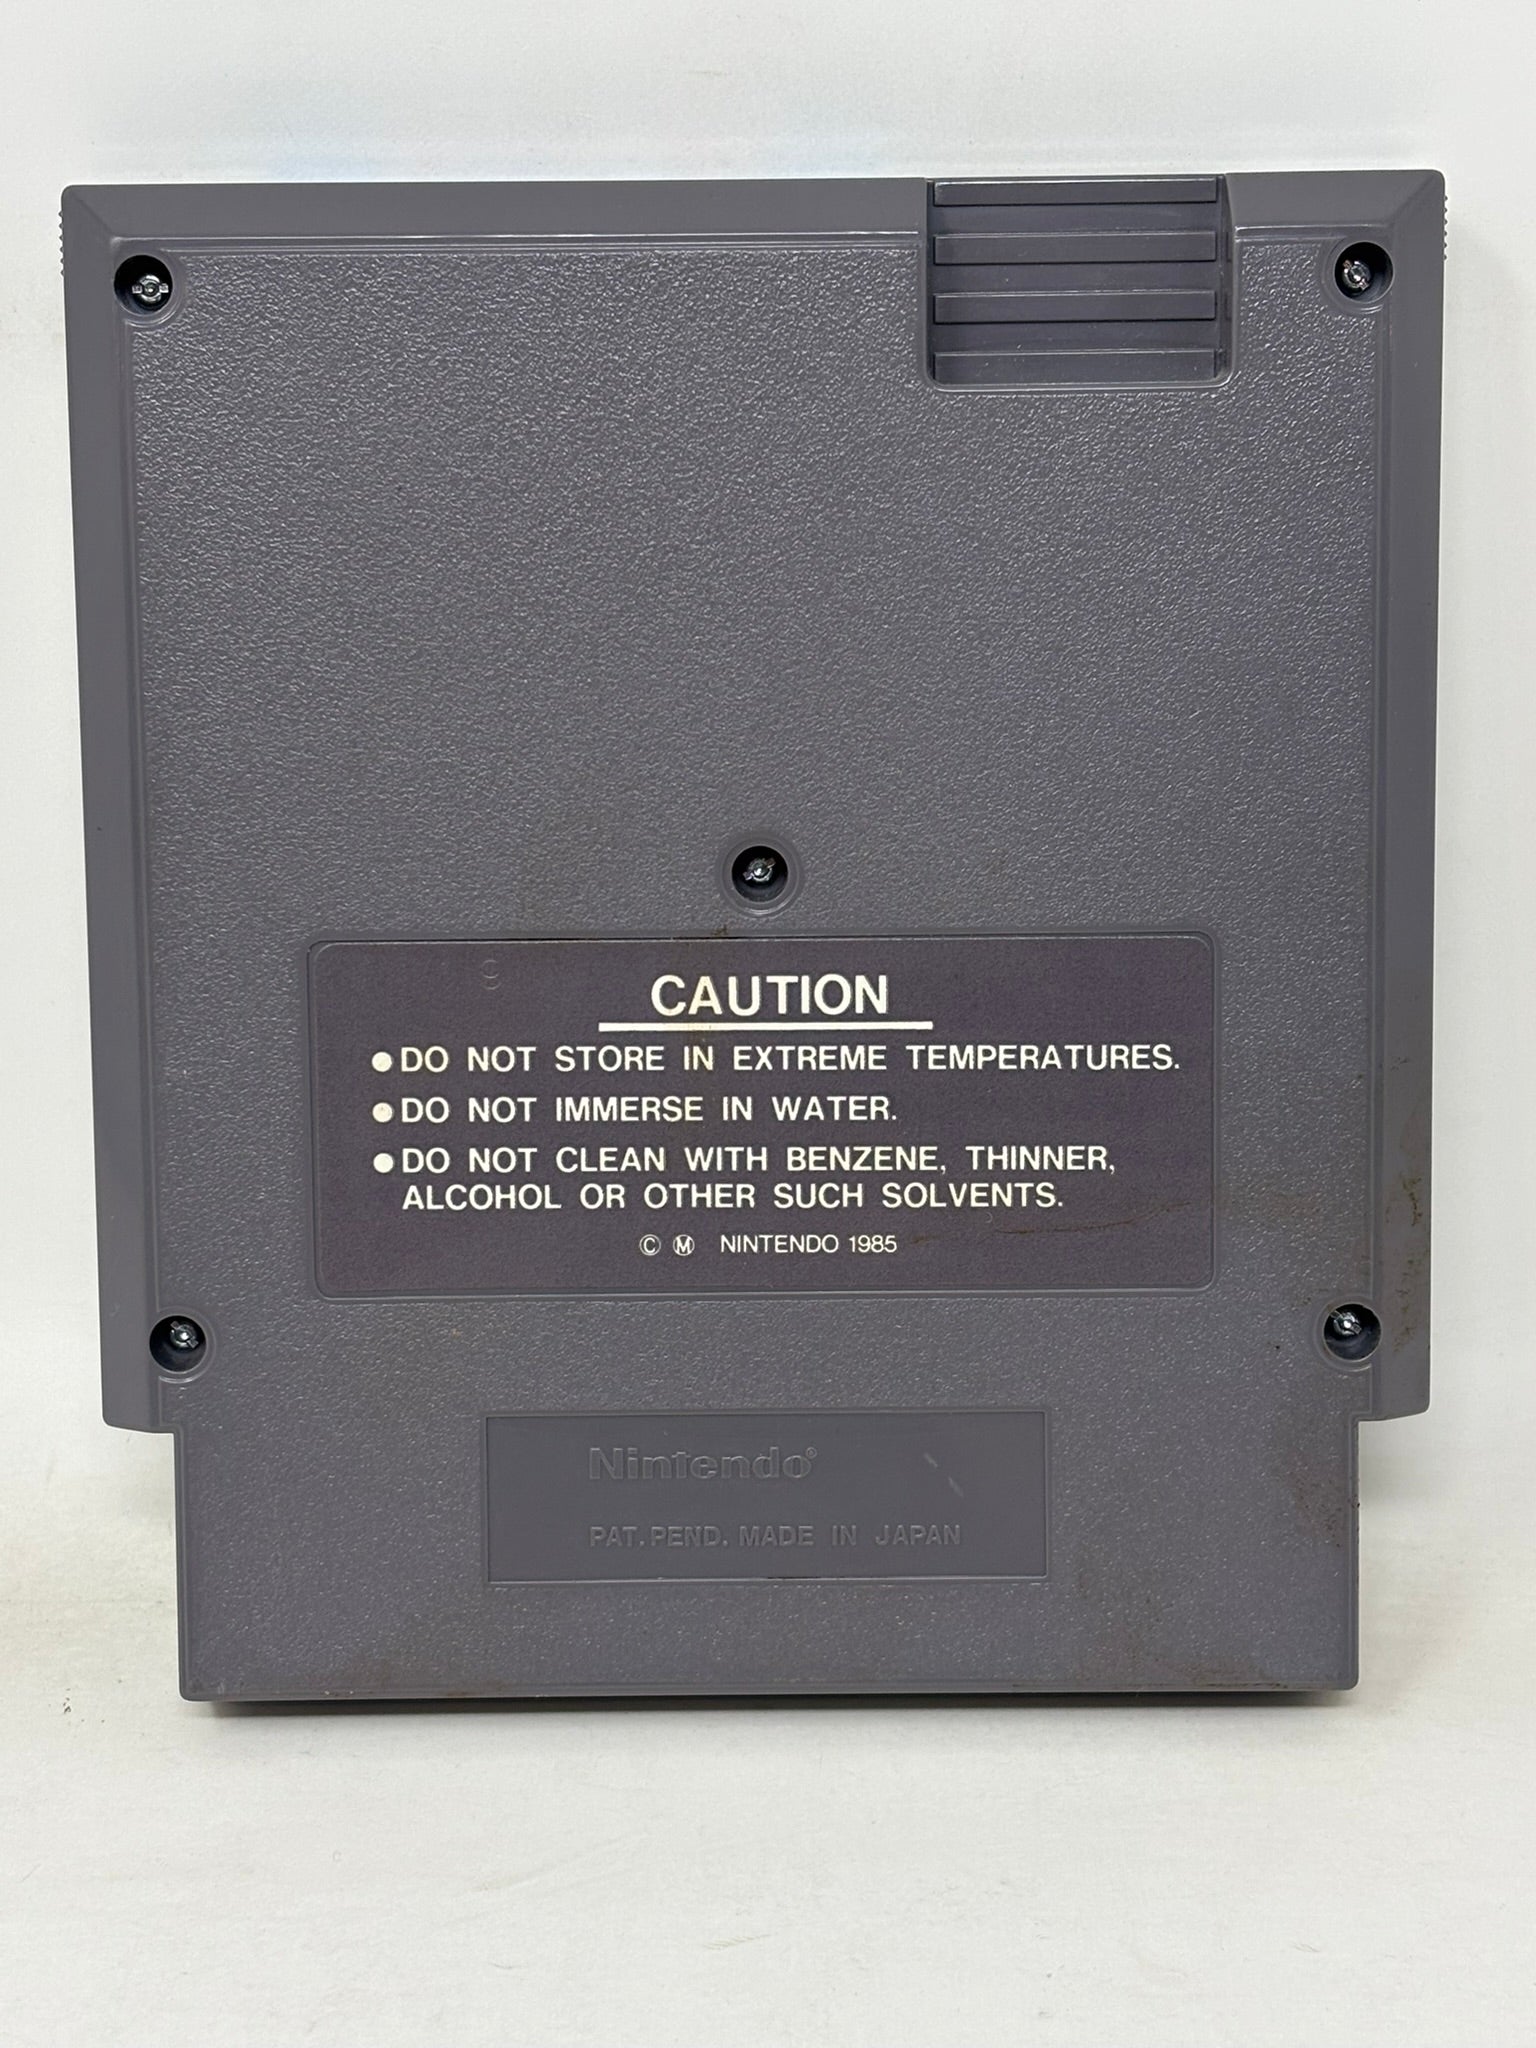 CAUTION
●DO NOT STORE IN EXTREME TEMPERATURES.
●DO NOT IMMERSE IN WATER.
●DO NOT CLEAN WITH BENZENE, THINNER,
ALCOHOL OR OTHER SUCH SOLVENTS.
© Ⓜ NINTENDO 1985
Nintendo®
PAT. PEND. MADE IN JAPAN